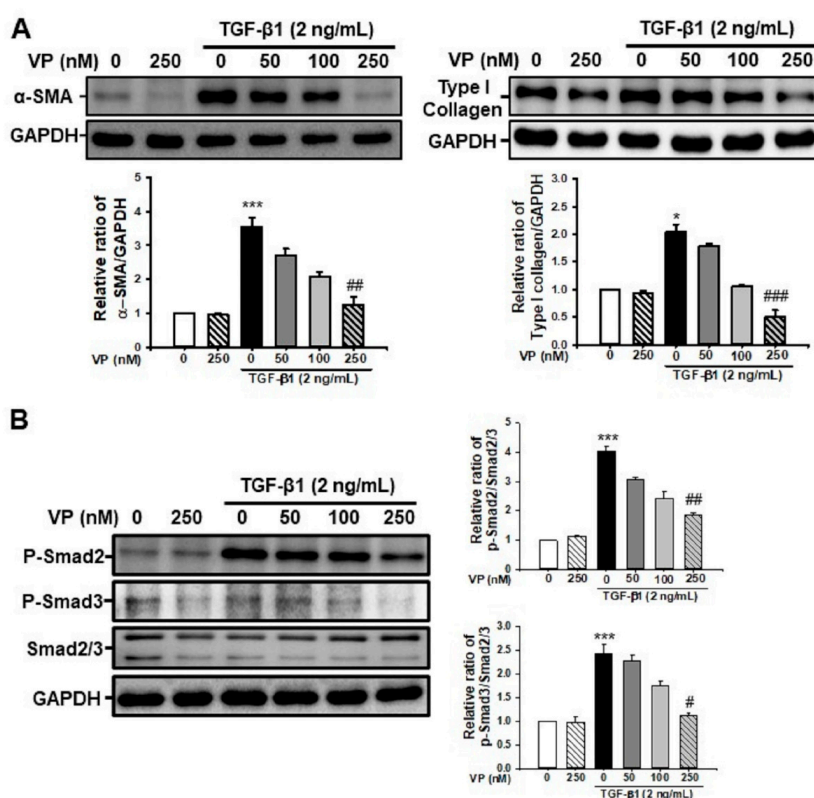 A
TGF-β1 (2 ng/mL)
VP (nM) 0 250 0 50 100 250
α-SMA
GAPDH
Relative ratio of
α-SMA/GAPDH
5
4
3
2
1
0
***
##
VP (nM) 0 250 0 50 100 250
TGF-β1 (2 ng/mL)
TGF-β1 (2 ng/mL)
VP (nM) 0 250 0 50 100 250
Type I
Collagen
GAPDH
Relative ratio of
Type I collagen/GAPDH
3.0
2.5
2.0
1.5
1.0
0.5
0.0
*
###
VP (nM) 0 250 0 50 100 250
TGF-β1 (2 ng/mL)
B
TGF-β1 (2 ng/mL)
VP (nM) 0 250 0 50 100 250
P-Smad2
P-Smad3
Smad2/3
GAPDH
Relative ratio of
p-Smad2/Smad2/3
5
4
3
2
1
0
***
##
VP (nM) 0 250 0 50 100 250
TGF-β1 (2 ng/mL)
Relative ratio of
p-Smad3/Smad2/3
3.0
2.5
2.0
1.5
1.0
0.5
0.0
***
#
VP (nM) 0 250 0 50 100 250
TGF-β1 (2 ng/mL)